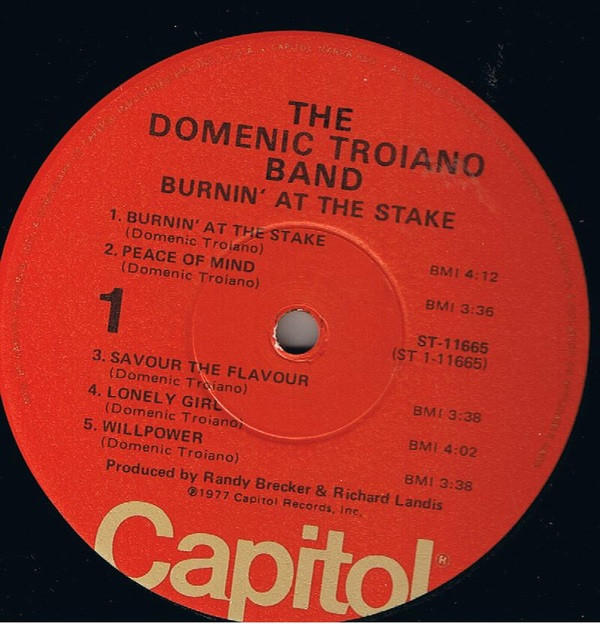 THE
DOMENIC TROIANO
BAND
BURNIN' AT THE STAKE
1. BURNIN' AT THE STAKE
(Domenic Troiano) BMI 4:12
2. PEACE OF MIND
(Domenic Troiano) BMI 3:36
1
ST-11665
(ST 1-11665)
3. SAVOUR THE FLAVOUR
(Domenic Troiano) BMI 3:38
4. LONELY GIRL
(Domenic Troiano) BMI 4:02
5. WILLPOWER
(Domenic Troiano) BMI 3:38
Produced by Randy Brecker & Richard Landis
℗1977 Capitol Records, Inc.
Capitol®